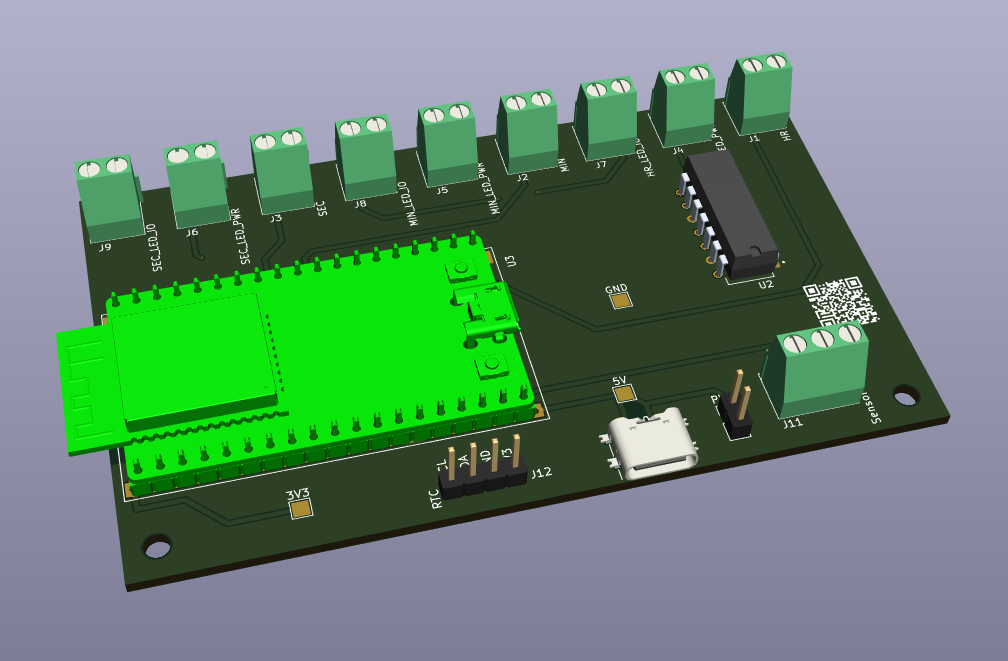 J1
HR
J4
J7
HR_LED_
J2
MIN
J5
MIN_LED_PWR
J8
MIN_LED_IO
J3
SEC
J6
SEC_LED_PWR
J9
SEC_LED_IO
U3
U2
GND
5V
J11
Sensor
J12
RTC
3V3